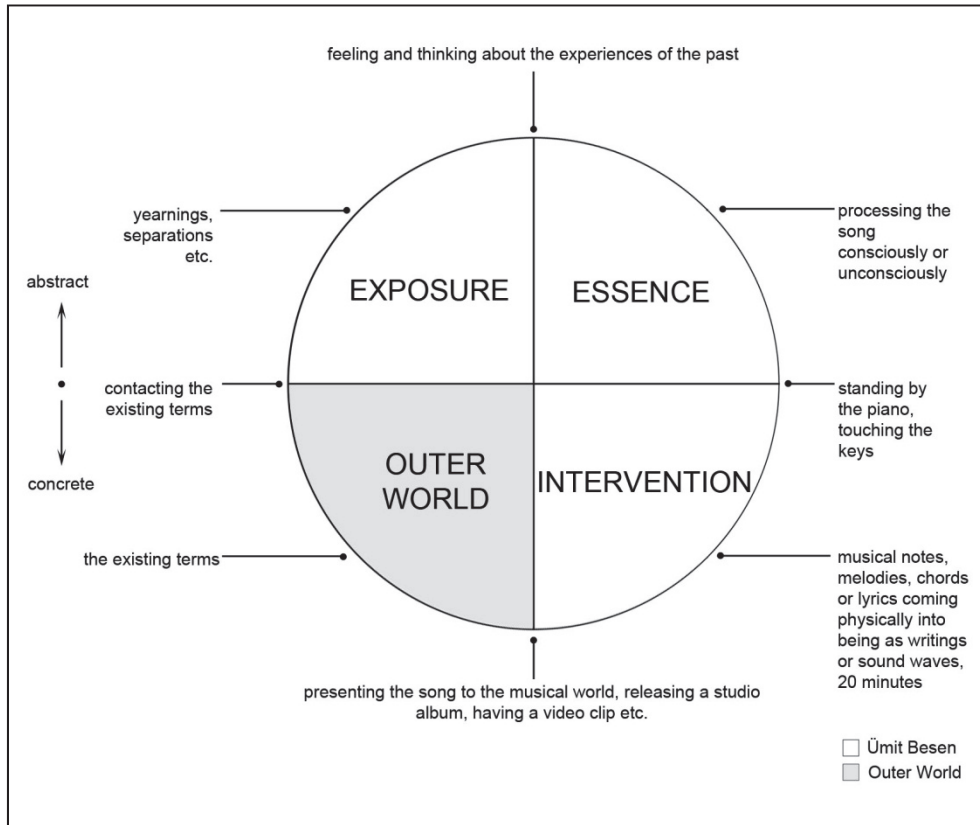 feeling and thinking about the experiences of the past
yearnings,
separations
etc.
processing the
song
consciously or
unconsciously
abstract
EXPOSURE
ESSENCE
contacting the
existing terms
standing by
the piano,
touching the
keys
concrete
OUTER
WORLD
INTERVENTION
the existing terms
musical notes,
melodies, chords
or lyrics coming
physically into
being as writings
or sound waves,
20 minutes
presenting the song to the musical world, releasing a studio
album, having a video clip etc.
Ümit Besen
Outer World